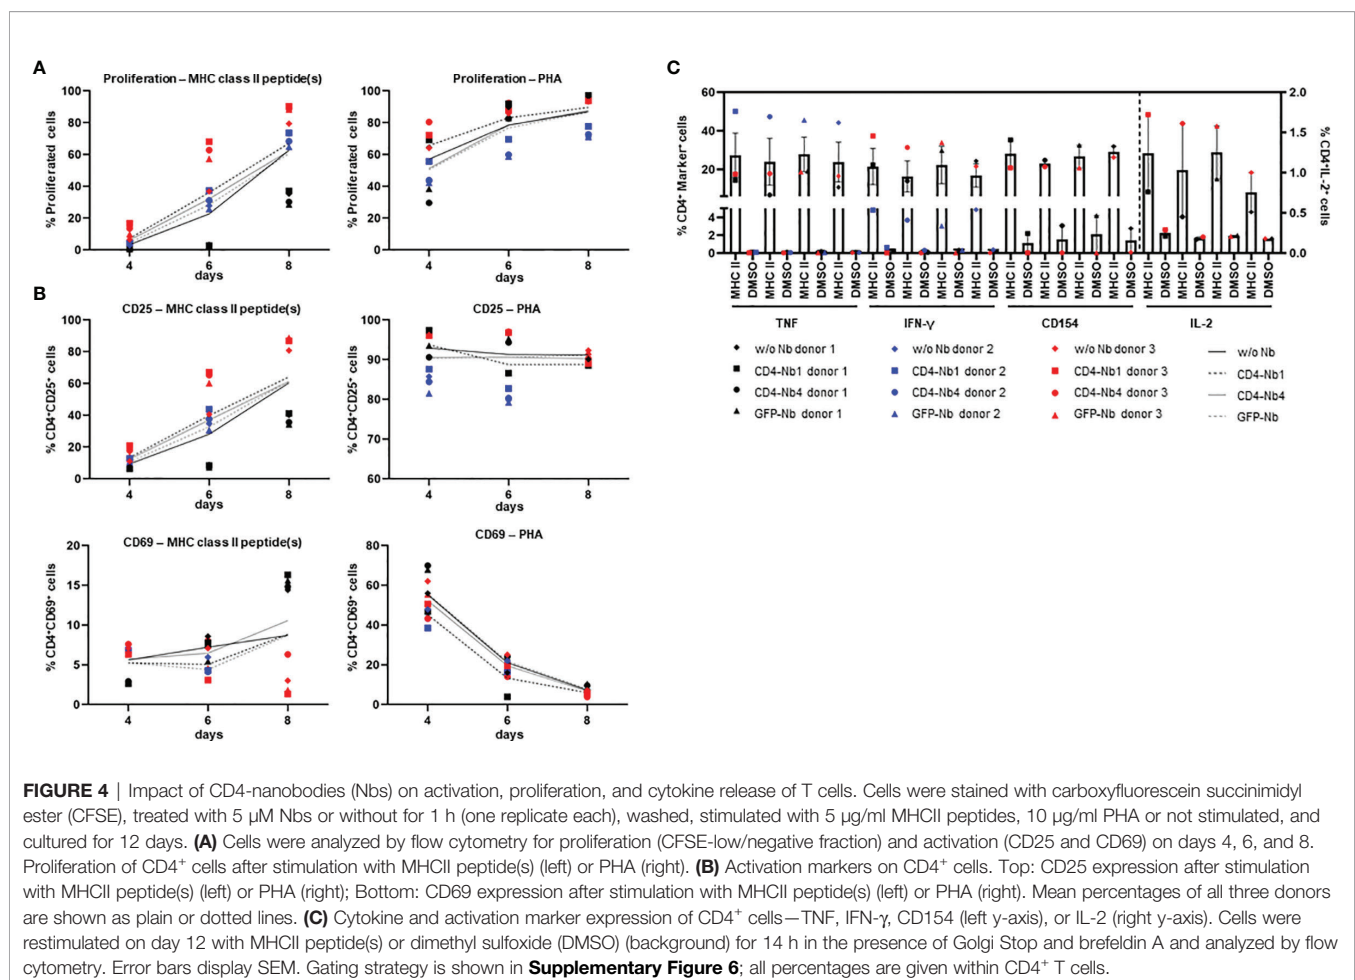 A
Proliferation – MHC class II peptide(s)
% Proliferated cells
100
80
60
40
20
0
4
6
8
days
Proliferation – PHA
% Proliferated cells
100
80
60
40
20
0
4
6
8
days
B
CD25 – MHC class II peptide(s)
% CD4⁺CD25⁺ cells
100
80
60
40
20
0
4
6
8
days
CD25 – PHA
% CD4⁺CD25⁺ cells
100
90
80
70
60
4
6
8
days
CD69 – MHC class II peptide(s)
% CD4⁺CD69⁺ cells
20
15
10
5
0
4
6
8
days
CD69 – PHA
% CD4⁺CD69⁺ cells
80
60
40
20
0
4
6
8
days
C
% CD4⁺ Marker⁺ cells
60
40
20
4
2
0
2.0
1.5
1.0
0.5
0.0
% CD4⁺IL-2⁺ cells
MHC II
DMSO
MHC II
DMSO
MHC II
DMSO
MHC II
DMSO
MHC II
DMSO
MHC II
DMSO
MHC II
DMSO
MHC II
DMSO
MHC II
DMSO
MHC II
DMSO
MHC II
DMSO
MHC II
DMSO
MHC II
DMSO
MHC II
DMSO
MHC II
DMSO
MHC II
DMSO
TNF IFN-γ CD154 IL-2
w/o Nb donor 1 w/o Nb donor 2 w/o Nb donor 3 w/o Nb
CD4-Nb1 donor 1 CD4-Nb1 donor 2 CD4-Nb1 donor 3 CD4-Nb1
CD4-Nb4 donor 1 CD4-Nb4 donor 2 CD4-Nb4 donor 3 CD4-Nb4
GFP-Nb donor 1 GFP-Nb donor 2 GFP-Nb donor 3 GFP-Nb
FIGURE 4 | Impact of CD4-nanobodies (Nbs) on activation, proliferation, and cytokine release of T cells. Cells were stained with carboxyfluorescein succinimidyl
ester (CFSE), treated with 5 µM Nbs or without for 1 h (one replicate each), washed, stimulated with 5 µg/ml MHCII peptides, 10 µg/ml PHA or not stimulated, and
cultured for 12 days. (A) Cells were analyzed by flow cytometry for proliferation (CFSE-low/negative fraction) and activation (CD25 and CD69) on days 4, 6, and 8.
Proliferation of CD4⁺ cells after stimulation with MHCII peptide(s) (left) or PHA (right). (B) Activation markers on CD4⁺ cells. Top: CD25 expression after stimulation
with MHCII peptide(s) (left) or PHA (right); Bottom: CD69 expression after stimulation with MHCII peptide(s) (left) or PHA (right). Mean percentages of all three donors
are shown as plain or dotted lines. (C) Cytokine and activation marker expression of CD4⁺ cells—TNF, IFN-γ, CD154 (left y-axis), or IL-2 (right y-axis). Cells were
restimulated on day 12 with MHCII peptide(s) or dimethyl sulfoxide (DMSO) (background) for 14 h in the presence of Golgi Stop and brefeldin A and analyzed by flow
cytometry. Error bars display SEM. Gating strategy is shown in Supplementary Figure 6; all percentages are given within CD4⁺ T cells.